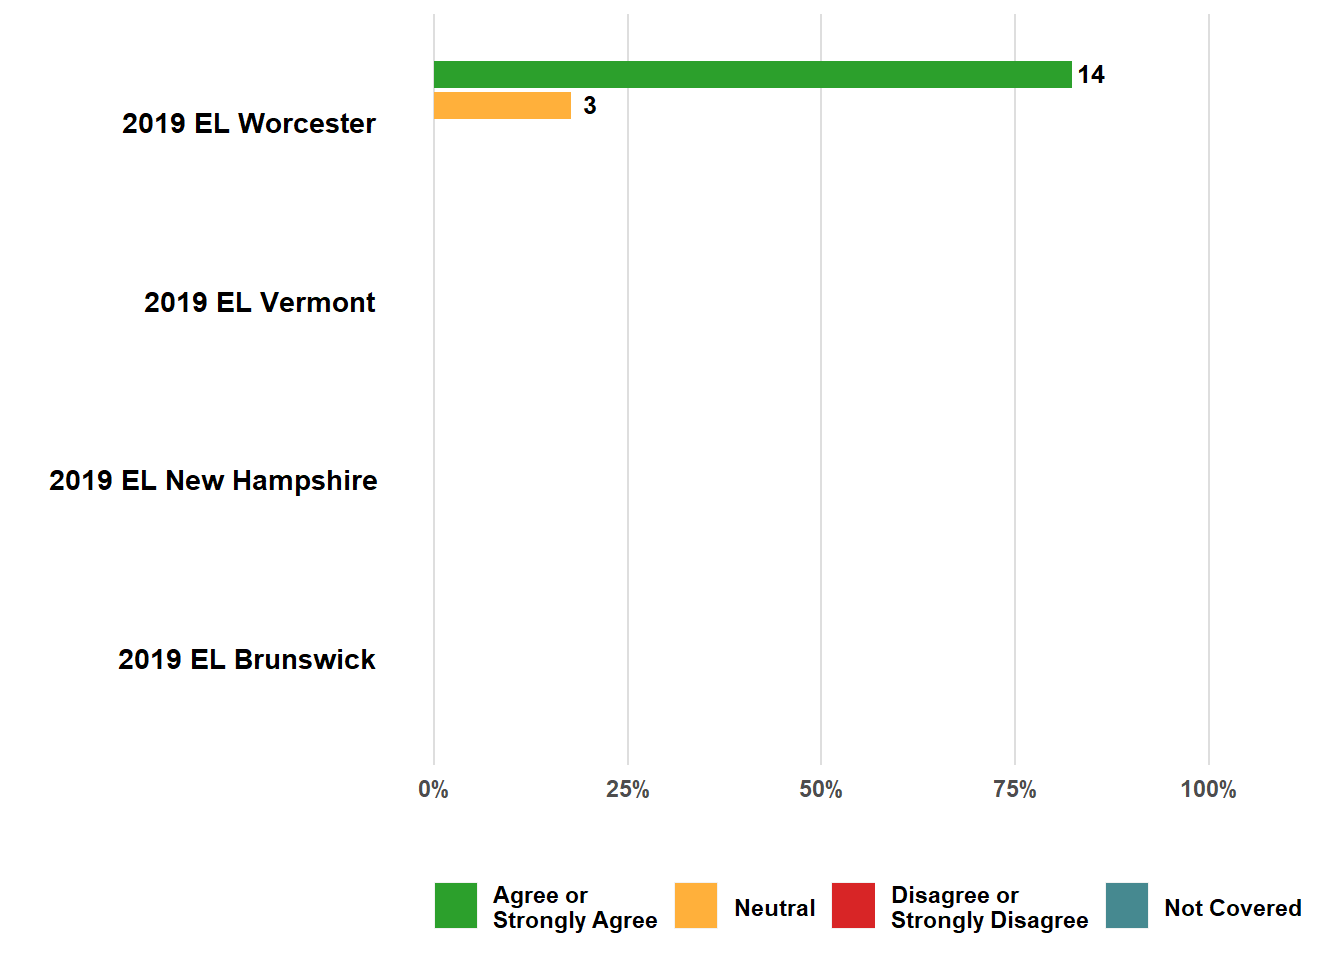 14
3
2019 EL Worcester
2019 EL Vermont
2019 EL New Hampshire
2019 EL Brunswick
0% 25% 50% 75% 100%
Agree or
Strongly Agree
Neutral
Disagree or
Strongly Disagree
Not Covered